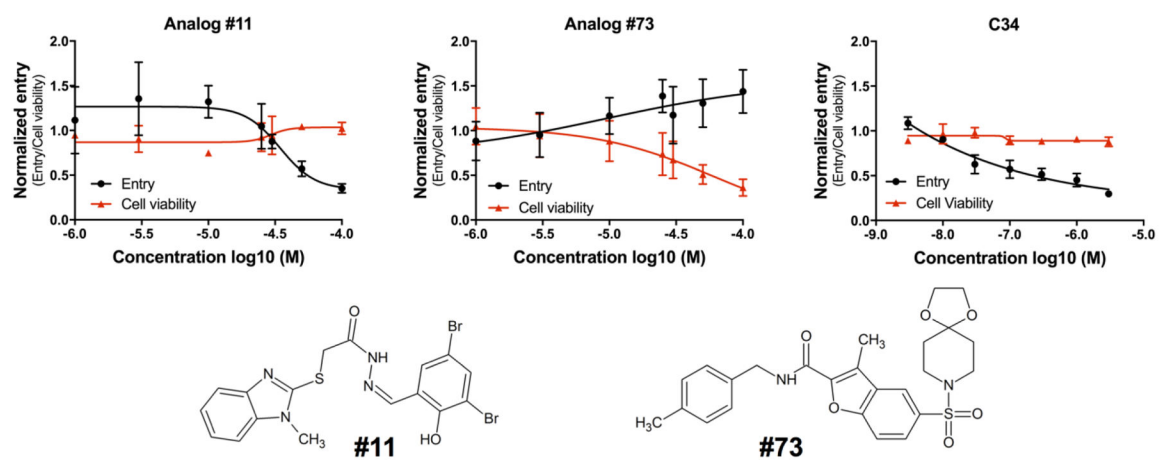 Analog #11
Analog #73
C34
Normalized entry
(Entry/Cell viability)
2.0
1.5
1.0
0.5
0.0
Entry
Cell viability
-6.0
-5.5
-5.0
-4.5
-4.0
Concentration log10 (M)
Normalized entry
(Entry/Cell viability)
2.0
1.5
1.0
0.5
0.0
Entry
Cell viability
-6.0
-5.5
-5.0
-4.5
-4.0
Concentration log10 (M)
Normalized entry
(Entry/Cell viability)
2.0
1.5
1.0
0.5
0.0
Entry
Cell Viability
-9.0
-8.0
-7.0
-6.0
-5.0
Concentration log10 (M)
O
Br
NH
N
S
N
N
Br
CH3
HO
#11
O
O
O
CH3
NH
N
H3C
O
S
O
O
#73